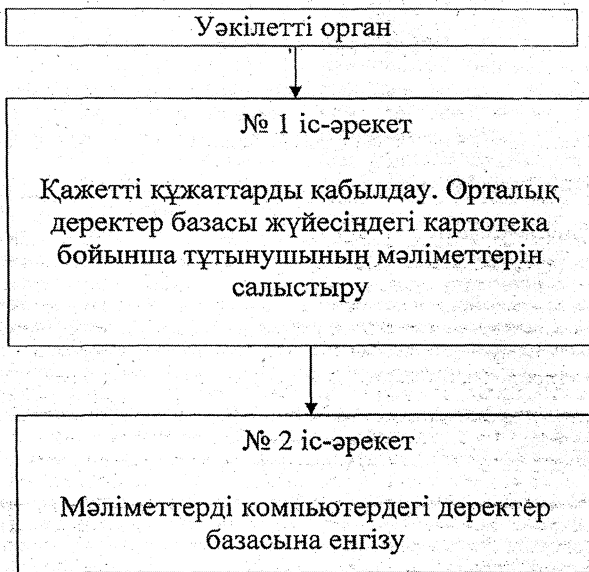 Уәкілетті орган
№ 1 іс-әрекет
Қажетті құжаттарды қабылдау. Орталық
деректер базасы жүйесіндегі картотека
бойынша тұтынушының мәліметтерін
салыстыру
№ 2 іс-әрекет
Мәліметтерді компьютердегі деректер
базасына енгізу